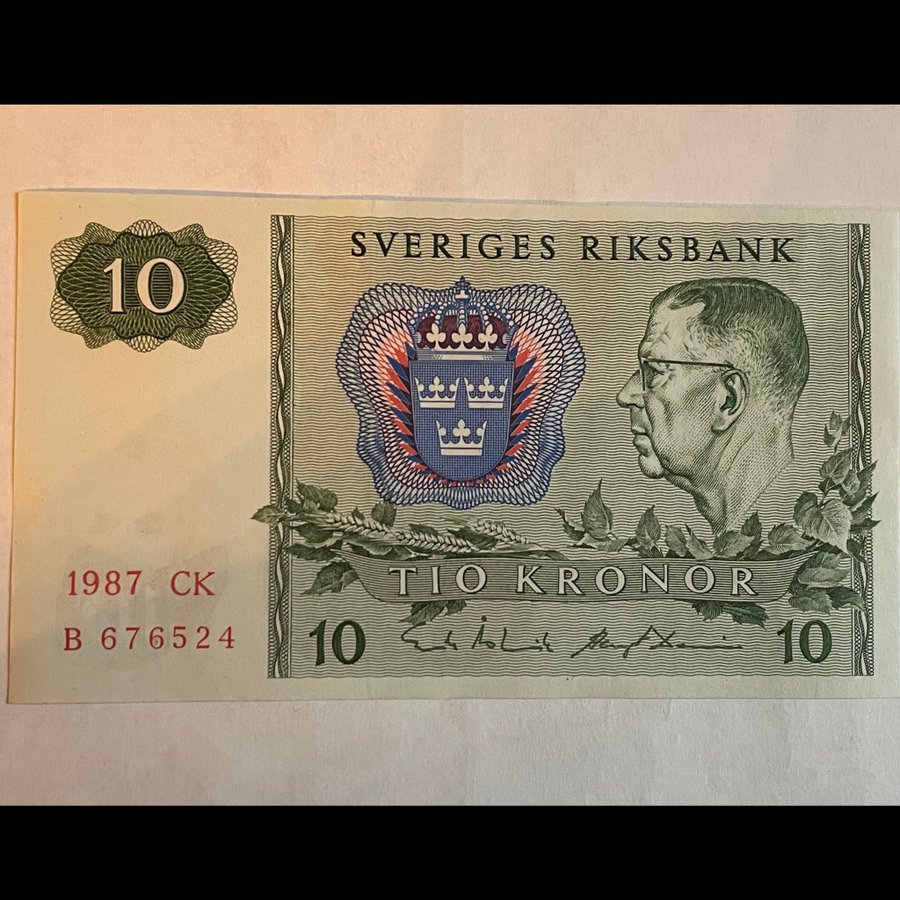 SVERIGES RIKSBANK
10
1987 CK
B 676524
TIO KRONOR
10
10